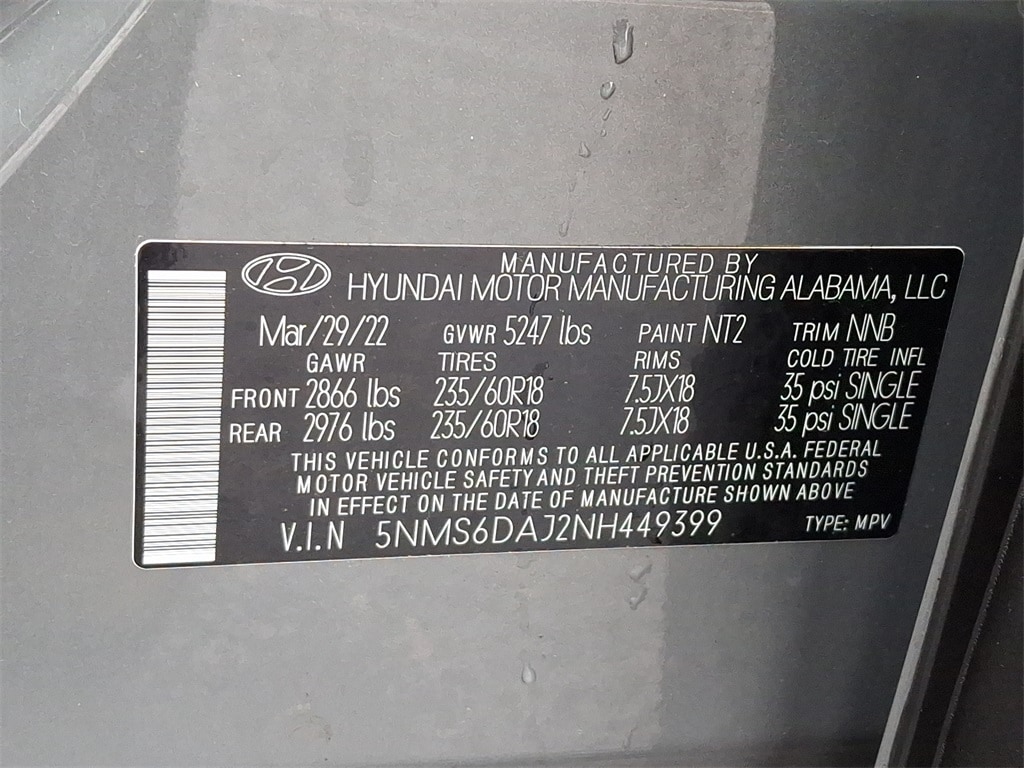 MANUFACTURED BY
HYUNDAI MOTOR MANUFACTURING ALABAMA, LLC
Mar/29/22 GVWR 5247 lbs PAINT NT2 TRIM NNB
GAWR TIRES RIMS COLD TIRE INFL
FRONT 2866 lbs 235/60R18 7.5JX18 35 psi SINGLE
REAR 2976 lbs 235/60R18 7.5JX18 35 psi SINGLE
THIS VEHICLE CONFORMS TO ALL APPLICABLE U.S.A. FEDERAL
MOTOR VEHICLE SAFETY AND THEFT PREVENTION STANDARDS
IN EFFECT ON THE DATE OF MANUFACTURE SHOWN ABOVE
V.I.N 5NMS6DAJ2NH449399 TYPE: MPV